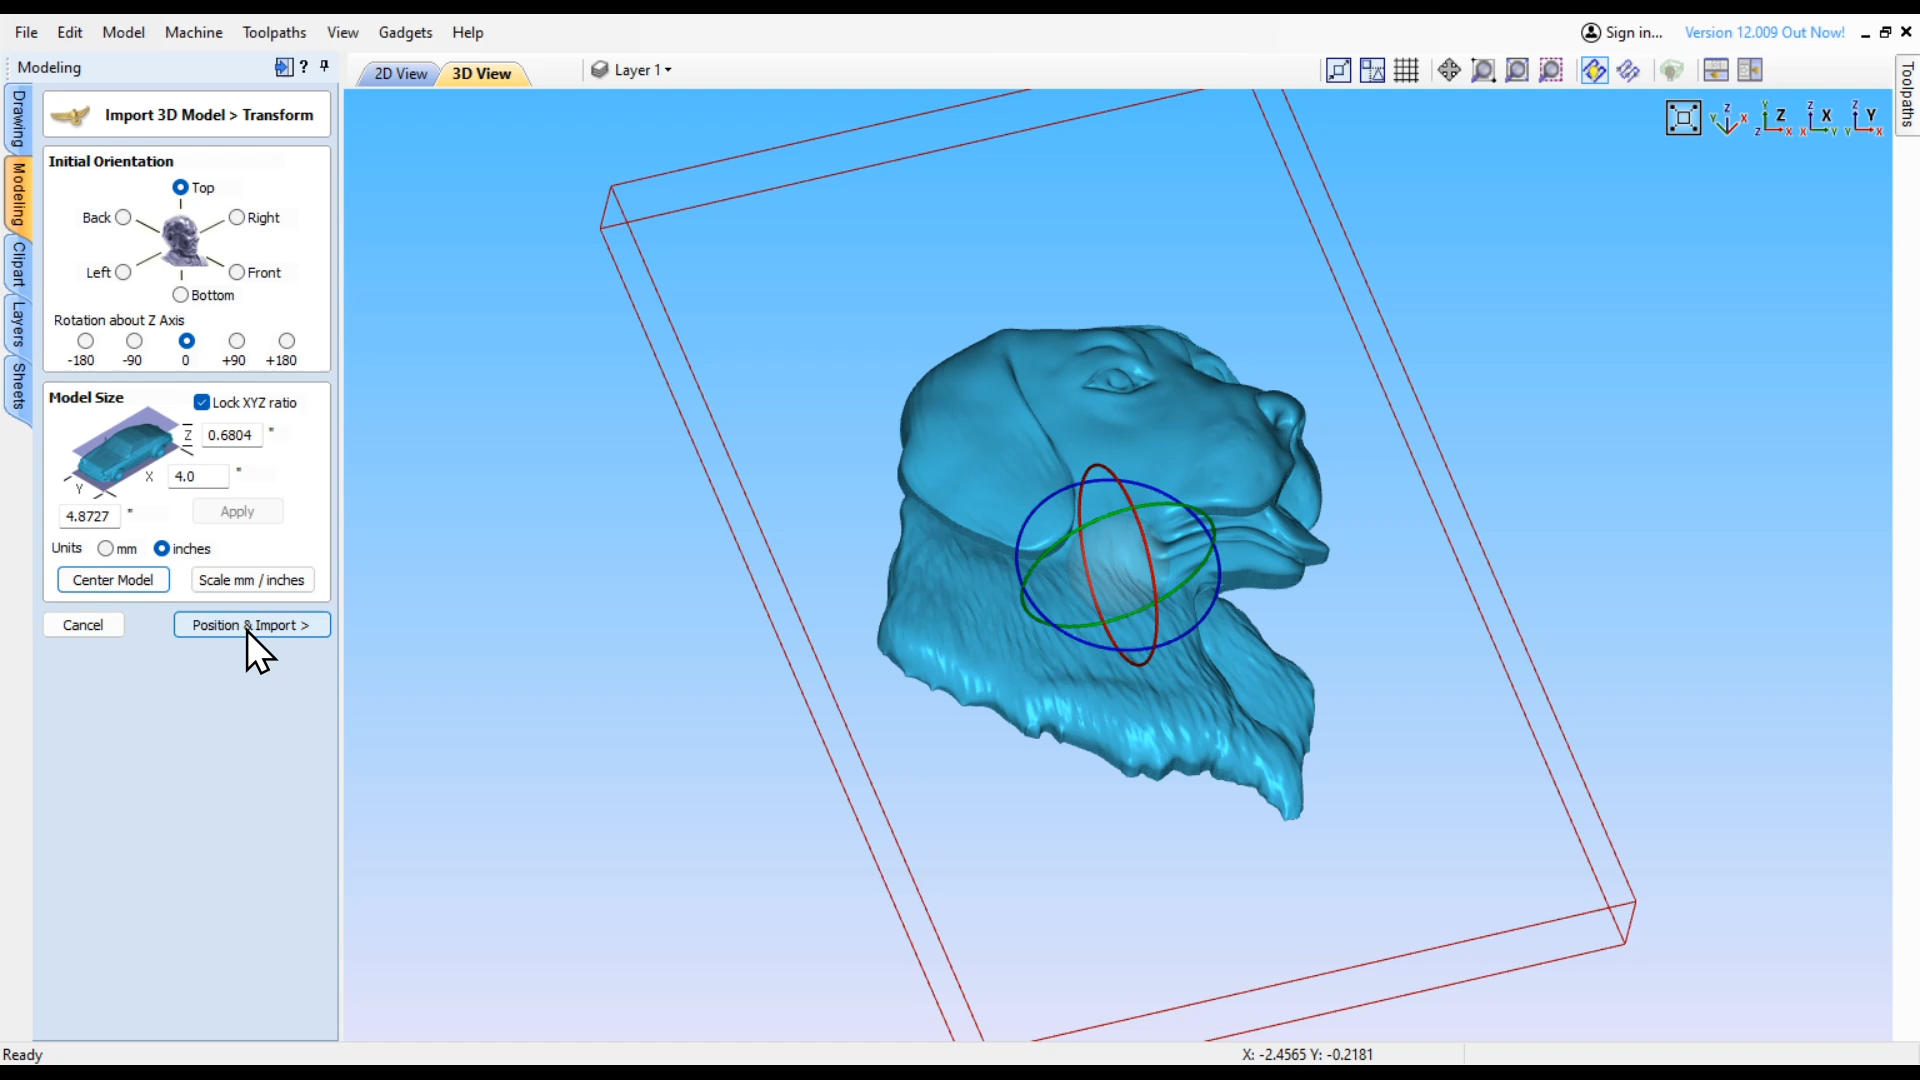 File Edit Model Machine Toolpaths View Gadgets Help
Sign in... Version 12.009 Out Now!
Modeling
2D View 3D View Layer 1
Toolpaths
Drawing
Modeling
Clipart
Layers
Sheets
Import 3D Model > Transform
Initial Orientation
Top
Back Right
Left Front
Bottom
Rotation about Z Axis
-180 -90 0 +90 +180
Model Size
Lock XYZ ratio
Z 0.6804 "
X 4.0 "
Y
4.8727 "
Apply
Units mm inches
Center Model Scale mm / inches
Cancel Position & Import >
Z Y X
Y Z Z X
Z X X Y
Z Y Y X
Ready X: -2.4565 Y: -0.2181